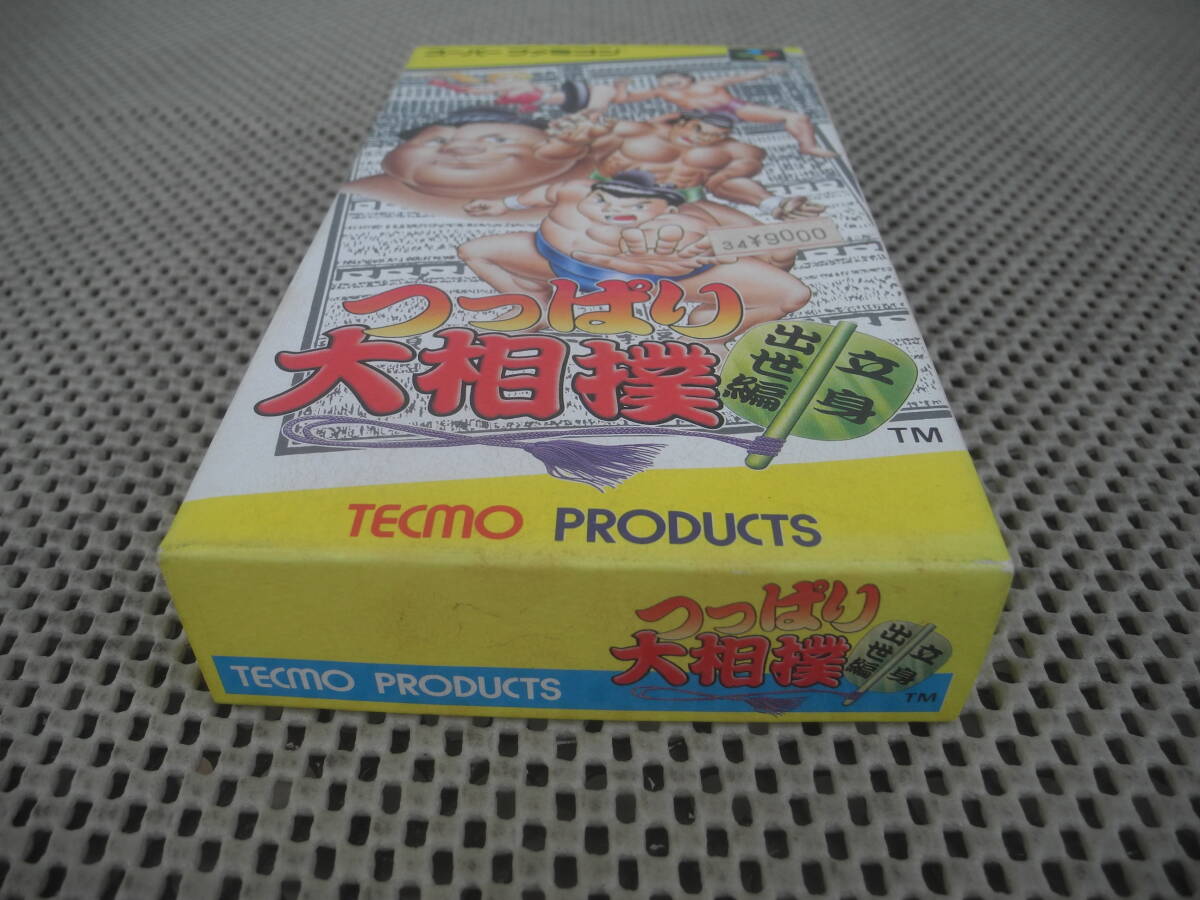 スーパーファミコン
34 ¥9000
つっぱり
大相撲
立身
出世編
TM
TECMO PRODUCTS
つっぱり
大相撲
立身
出世編
TM
TECMO PRODUCTS